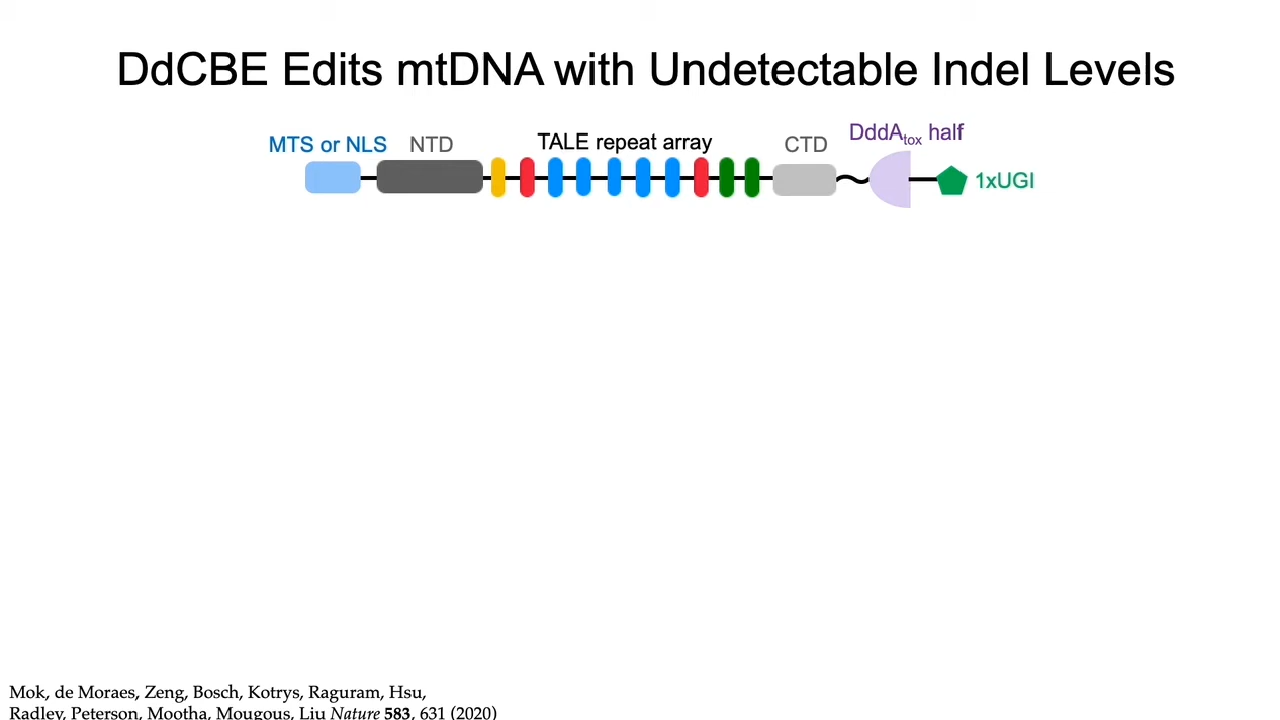 DdCBE Edits mtDNA with Undetectable Indel Levels
MTS or NLS NTD TALE repeat array CTD DddAtox half
1xUGI
Mok, de Moraes, Zeng, Bosch, Kotrys, Raguram, Hsu,
Radley, Peterson, Mootha, Mougous, Liu Nature 583, 631 (2020)